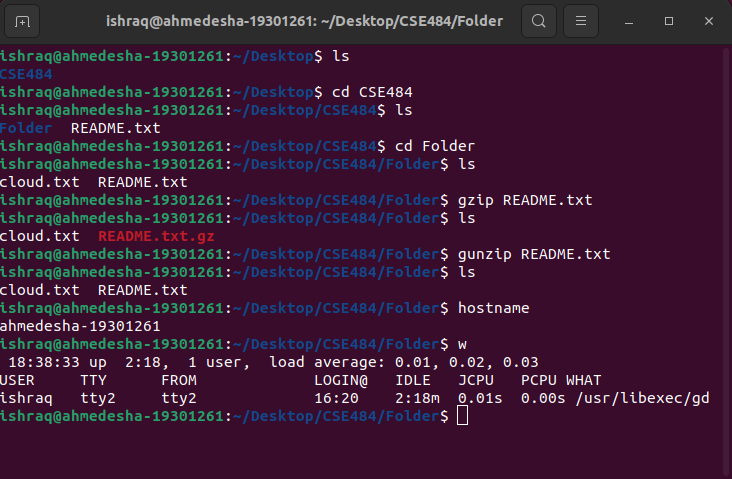 ishraq@ahmedesha-19301261: ~/Desktop/CSE484/Folder
ishraq@ahmedesha-19301261:~/Desktop$ ls
CSE484
ishraq@ahmedesha-19301261:~/Desktop$ cd CSE484
ishraq@ahmedesha-19301261:~/Desktop/CSE484$ ls
Folder  README.txt
ishraq@ahmedesha-19301261:~/Desktop/CSE484$ cd Folder
ishraq@ahmedesha-19301261:~/Desktop/CSE484/Folder$ ls
cloud.txt  README.txt
ishraq@ahmedesha-19301261:~/Desktop/CSE484/Folder$ gzip README.txt
ishraq@ahmedesha-19301261:~/Desktop/CSE484/Folder$ ls
cloud.txt  README.txt.gz
ishraq@ahmedesha-19301261:~/Desktop/CSE484/Folder$ gunzip README.txt
ishraq@ahmedesha-19301261:~/Desktop/CSE484/Folder$ ls
cloud.txt  README.txt
ishraq@ahmedesha-19301261:~/Desktop/CSE484/Folder$ hostname
ahmedesha-19301261
ishraq@ahmedesha-19301261:~/Desktop/CSE484/Folder$ w
 18:38:33 up  2:18,  1 user,  load average: 0.01, 0.02, 0.03
USER     TTY      FROM             LOGIN@   IDLE   JCPU   PCPU WHAT
ishraq   tty2     tty2             16:20    2:18m  0.01s  0.00s /usr/libexec/gd
ishraq@ahmedesha-19301261:~/Desktop/CSE484/Folder$